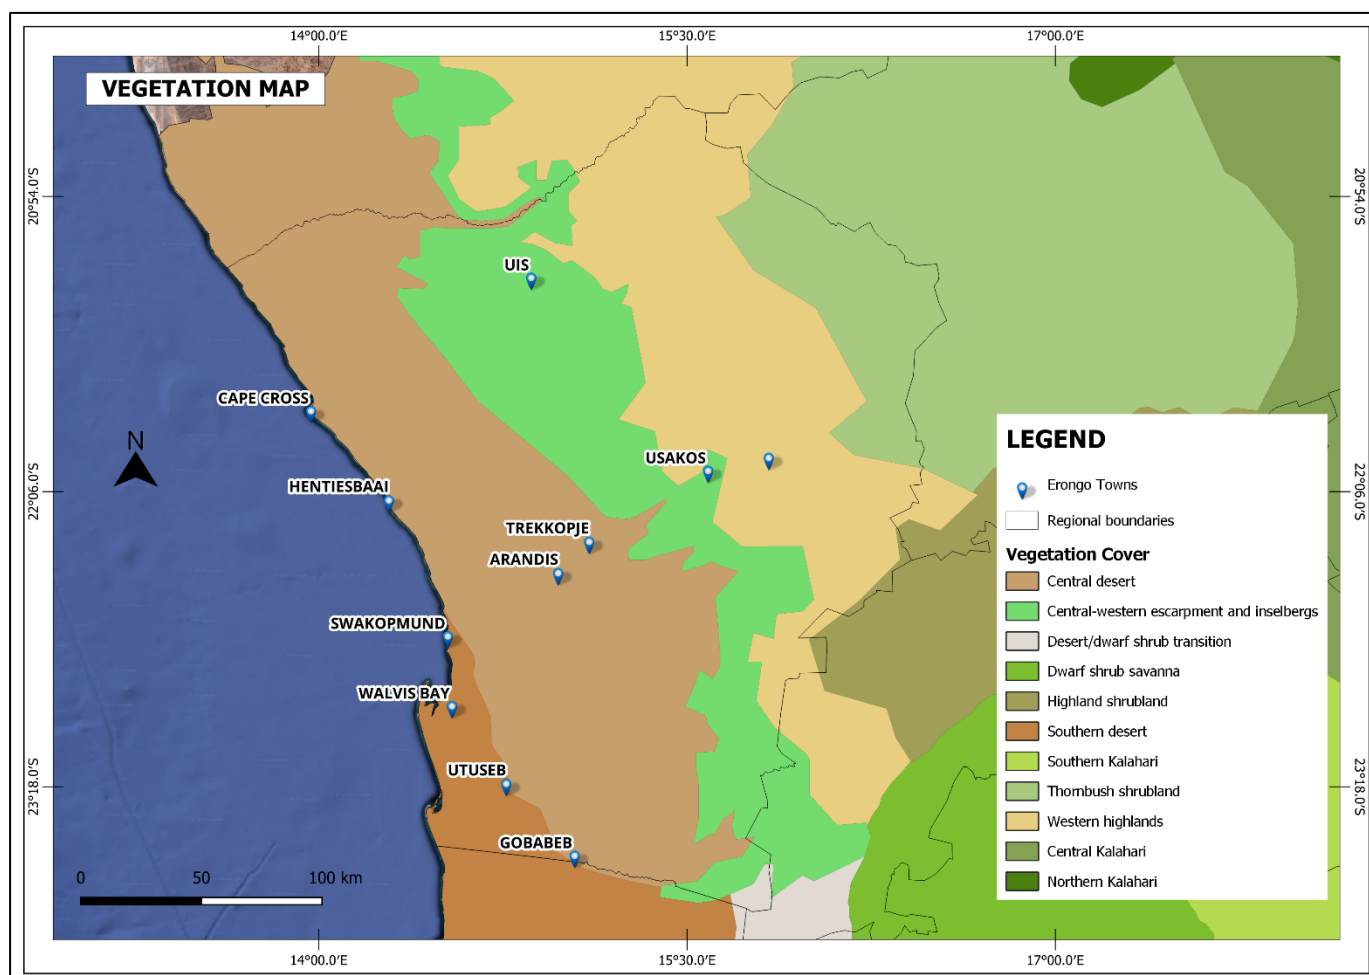 14°00.0'E
15°30.0'E
17°00.0'E
VEGETATION MAP
20°54.0'S
20°54.0'S
UIS
CAPE CROSS
N
USAKOS
HENTIESBAAI
22°06.0'S
22°06.0'S
TREKKOPJE
ARANDIS
SWAKOPMUND
WALVIS BAY
UTUSEB
23°18.0'S
23°18.0'S
GOBABEB
0 50 100 km
LEGEND
Erongo Towns
Regional boundaries
Vegetation Cover
Central desert
Central-western escarpment and inselbergs
Desert/dwarf shrub transition
Dwarf shrub savanna
Highland shrubland
Southern desert
Southern Kalahari
Thornbush shrubland
Western highlands
Central Kalahari
Northern Kalahari
14°00.0'E
15°30.0'E
17°00.0'E